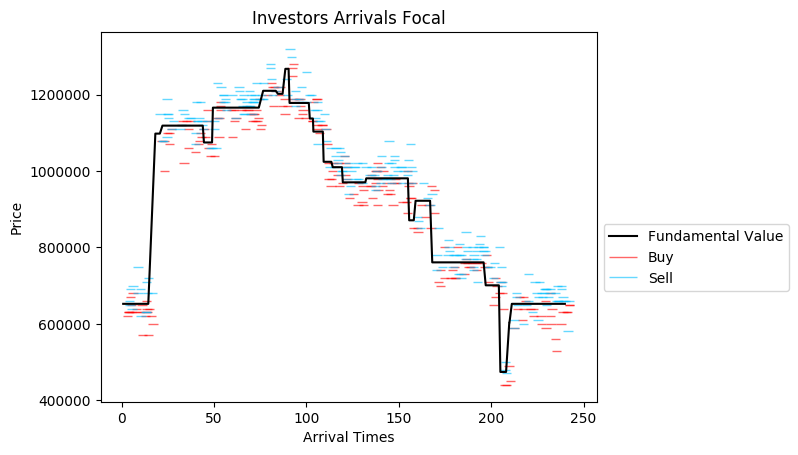 Investors Arrivals Focal
1200000
1000000
800000
600000
400000
Price
0
50
100
150
200
250
Arrival Times
Fundamental Value
Buy
Sell